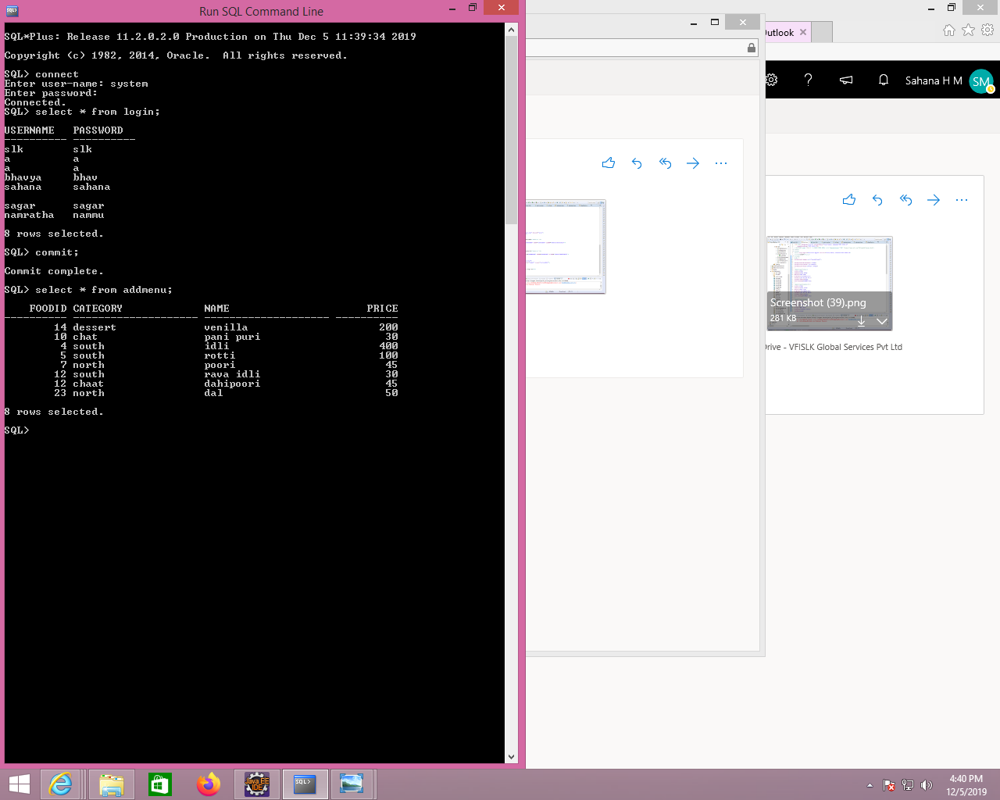 Run SQL Command Line
SQL*Plus: Release 11.2.0.2.0 Production on Thu Dec 5 11:39:34 2019
Copyright (c) 1982, 2014, Oracle.  All rights reserved.
SQL> connect
Enter user-name: system
Enter password:
Connected.
SQL> select * from login;
USERNAME   PASSWORD
---------- ----------
slk        slk
a          a
a          a
bhavya     bhav
sahana     sahana
sagar      sagar
namratha   nammu
8 rows selected.
SQL> commit;
Commit complete.
SQL> select * from addmenu;
FOODID CATEGORY             NAME                      PRICE
---------- -------------------- -------------------- ----------
14 dessert              venilla                     200
10 chat                 pani puri                    30
4 south                idli                        400
5 south                rotti                       100
7 north                poori                        45
12 south                rava idli                    30
12 chaat                dahipoori                    45
23 north                dal                          50
8 rows selected.
SQL>
Outlook
Sahana H M
SM
Screenshot (39).png
281 KB
Drive - VFISLK Global Services Pvt Ltd
Java EE
IDE
SQL>
4:40 PM
12/5/2019